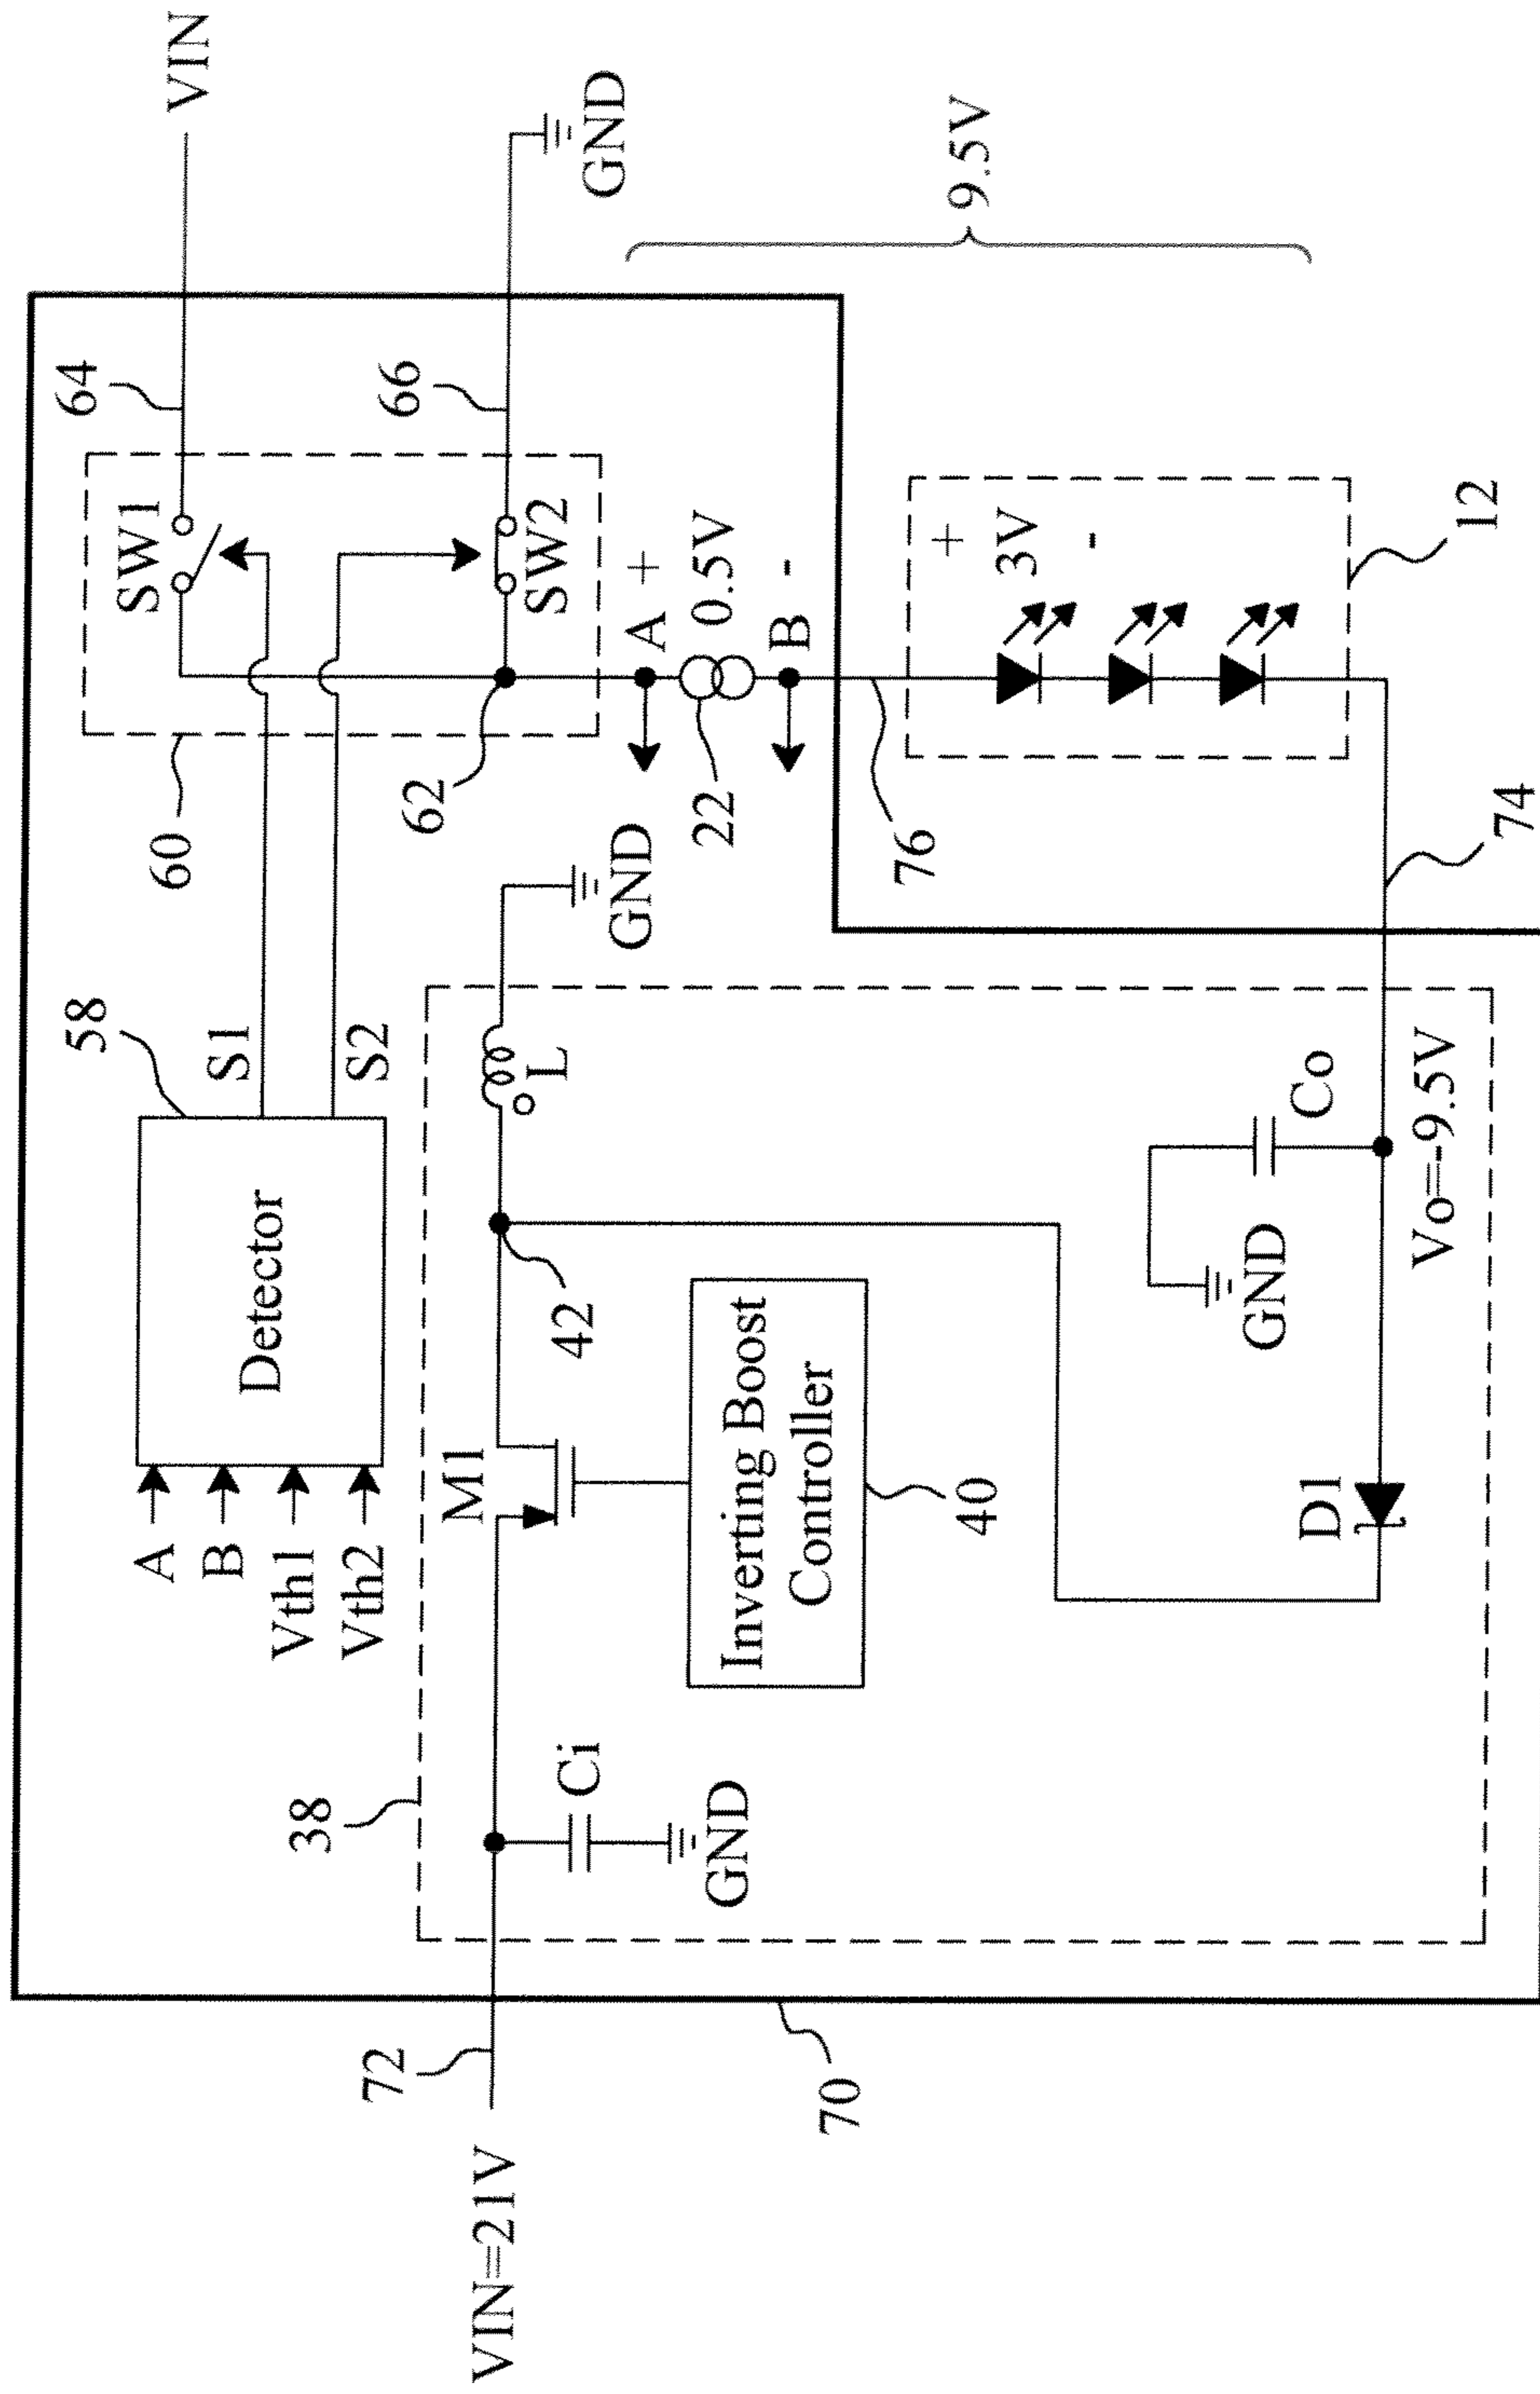 VIN=21V
72
70
38
Ci
GND
A
B
Vth1
Vth2
Detector
58
S1
S2
M1
42
L
GND
Inverting Boost
Controller
40
D1
GND
Co
Vo=-9.5V
60
62
SW1
SW2
64
66
VIN
GND
A +
22
0.5V
B -
76
+
3V
-
12
74
9.5V